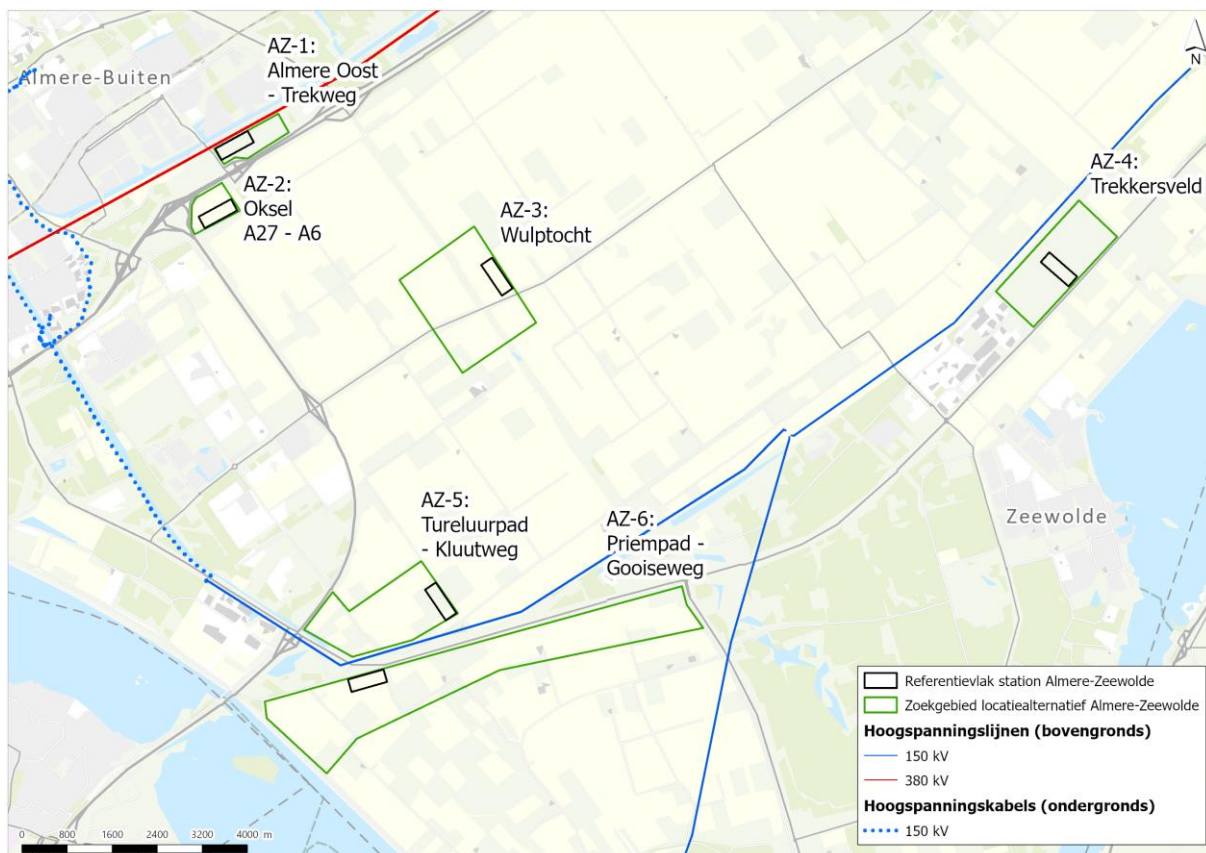 AZ-1:
Almere Oost
- Trekweg
Almere-Buiten
N
AZ-2:
Oksel
A27 - A6
AZ-3:
Wulptocht
AZ-4:
Trekkersveld
AZ-5:
Tureluurpad
- Kluutweg
AZ-6:
Priempad -
Gooiseweg
Zeewolde
Referentievlak station Almere-Zeewolde
Zoekgebied locatiealternatief Almere-Zeewolde
Hoogspanningslijnen (bovengronds)
150 kV
380 kV
Hoogspanningskabels (ondergronds)
150 kV
0 800 1600 2400 3200 4000 m